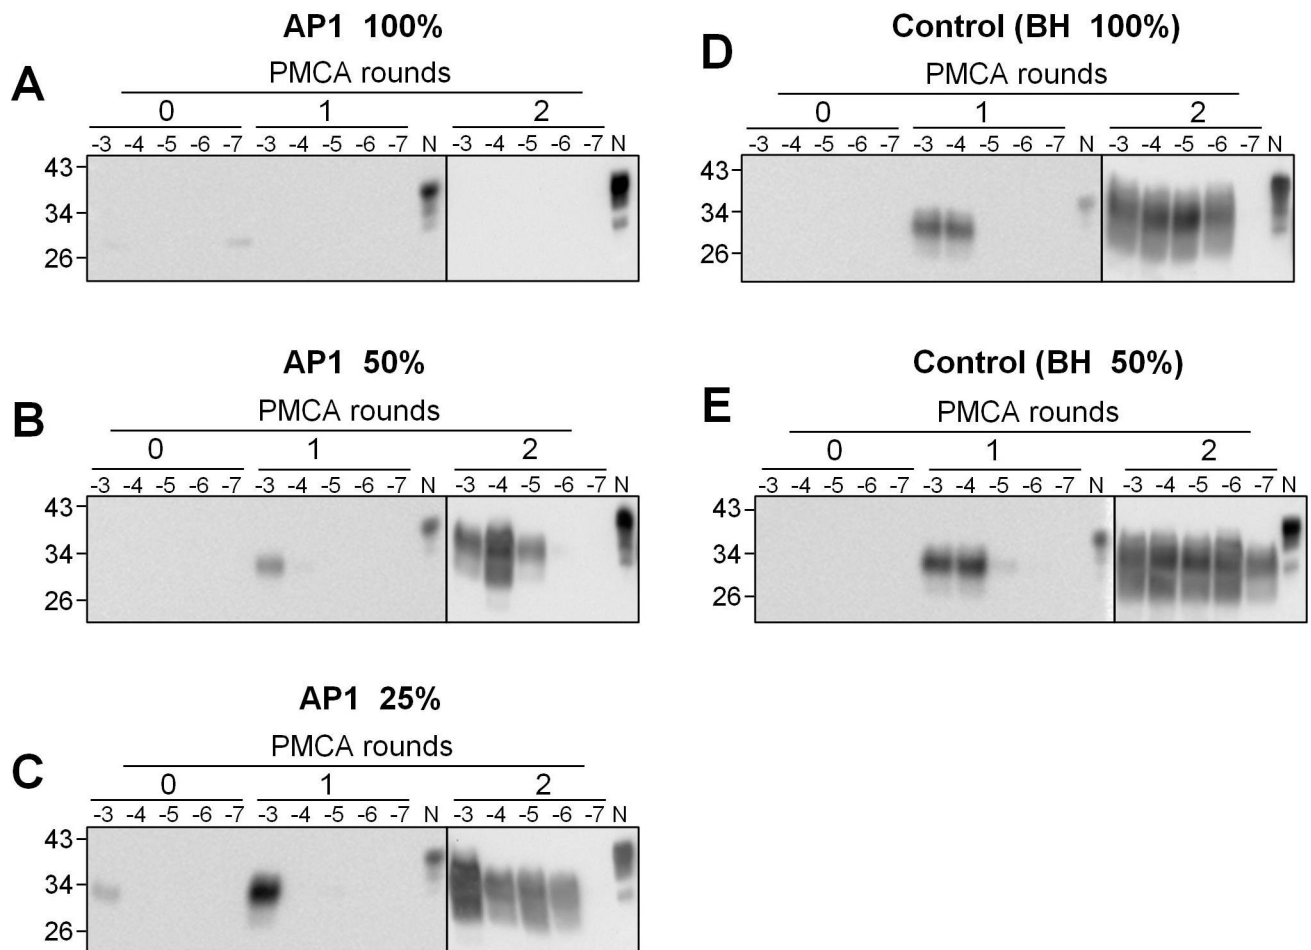 AP1 100%
A
PMCA rounds
0 1 2
-3 -4 -5 -6 -7 -3 -4 -5 -6 -7 N -3 -4 -5 -6 -7 N
43
34
26
Control (BH 100%)
D
PMCA rounds
0 1 2
-3 -4 -5 -6 -7 -3 -4 -5 -6 -7 N -3 -4 -5 -6 -7 N
43
34
26
AP1 50%
B
PMCA rounds
0 1 2
-3 -4 -5 -6 -7 -3 -4 -5 -6 -7 N -3 -4 -5 -6 -7 N
43
34
26
Control (BH 50%)
E
PMCA rounds
0 1 2
-3 -4 -5 -6 -7 -3 -4 -5 -6 -7 N -3 -4 -5 -6 -7 N
43
34
26
AP1 25%
C
PMCA rounds
0 1 2
-3 -4 -5 -6 -7 -3 -4 -5 -6 -7 N -3 -4 -5 -6 -7 N
43
34
26